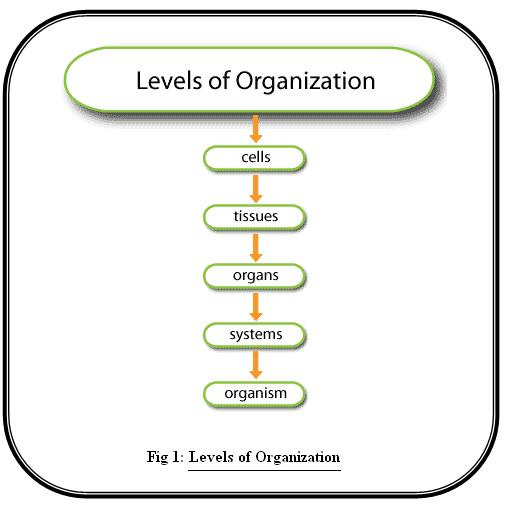 Levels of Organization
cells
tissues
organs
systems
organism
Fig 1: Levels of Organization